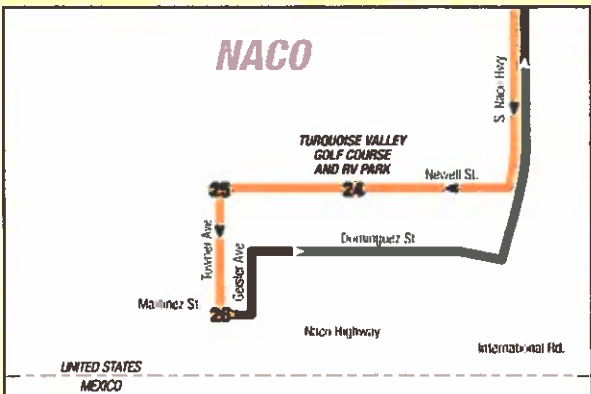 NACO
S. Naco Hwy
TURQUOISE VALLEY
GOLF COURSE
AND RV PARK
Newell St.
25
24
Towner Ave
Geisler Ave
Dominguez St
Martinez St
26
Naco Highway
International Rd.
UNITED STATES
MEXICO